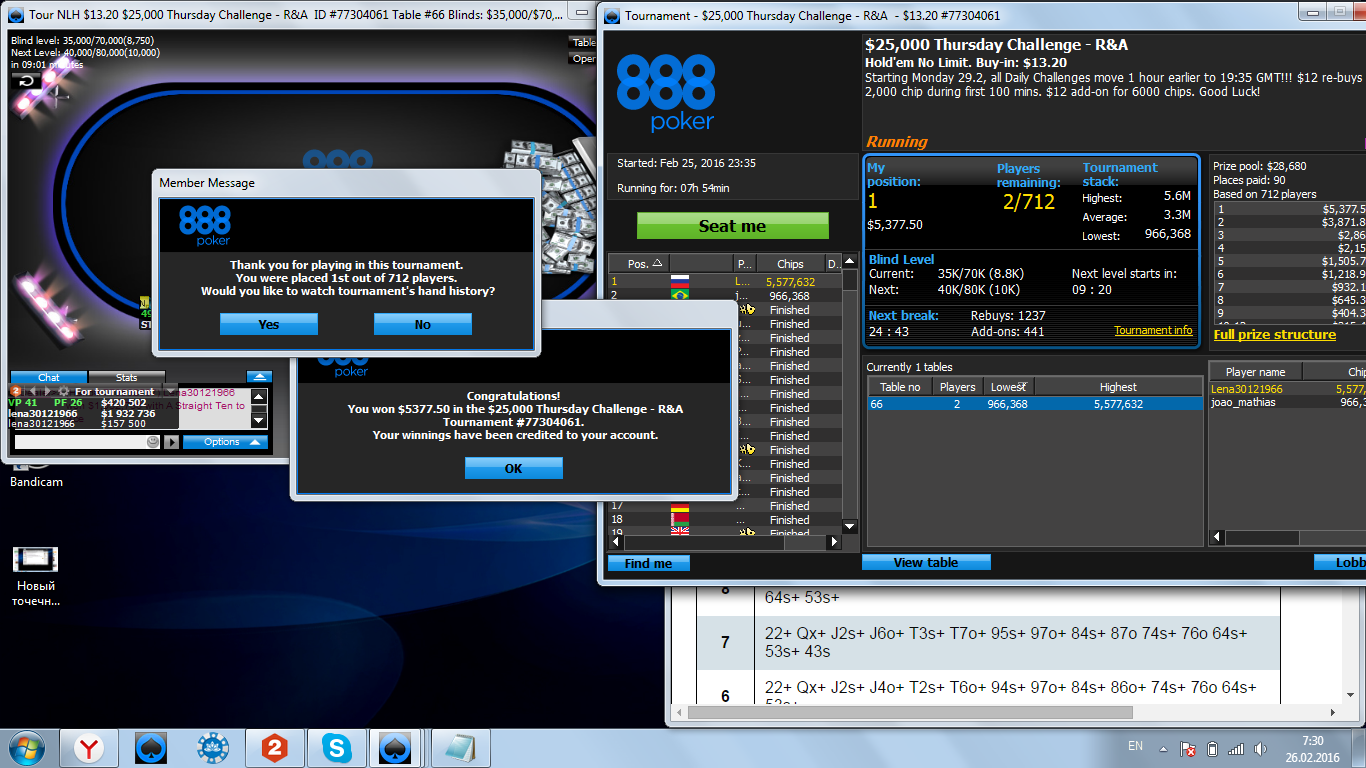 Tour NLH $13.20 $25,000 Thursday Challenge - R&A ID #77304061 Table #66 Blinds: $35,000/$70,...
Blind level: 35,000/70,000(8,750)
Next Level: 40,000/80,000(10,000)
in 09:01 minutes
Table
Oper
Member Message
888
poker
Thank you for playing in this tournament.
You were placed 1st out of 712 players.
Would you like to watch tournament's hand history?
Yes
No
poker
Congratulations!
You won $5377.50 in the $25,000 Thursday Challenge - R&A
Tournament #77304061.
Your winnings have been credited to your account.
OK
Chat
Stats
2
For tournament
Lena30121966
VP 41 PF 26 $420 502
lena30121966 $1 932 736
lena30121966 $157 500
With A Straight Ten to
Options
Tournament - $25,000 Thursday Challenge - R&A - $13.20 #77304061
888
poker
$25,000 Thursday Challenge - R&A
Hold'em No Limit. Buy-in: $13.20
Starting Monday 29.2, all Daily Challenges move 1 hour earlier to 19:35 GMT!!! $12 re-buys
2,000 chip during first 100 mins. $12 add-on for 6000 chips. Good Luck!
Running
Started: Feb 25, 2016 23:35
Running for: 07h 54min
Seat me
My position:
1
$5,377.50
Players remaining:
2/712
Tournament stack:
Highest: 5.6M
Average: 3.3M
Lowest: 966,368
Blind Level
Current: 35K/70K (8.8K)
Next: 40K/80K (10K)
Next level starts in:
09 : 20
Next break:
24 : 43
Rebuys: 1237
Add-ons: 441
Tournament info
Prize pool: $28,680
Places paid: 90
Based on 712 players
1 $5,377.5
2 $3,871.8
3 $2,86
4 $2,15
5 $1,505.7
6 $1,218.9
7 $932.1
8 $645.3
9 $404.3
Full prize structure
Pos. P... Chips D..
1 L... 5,577,632
2 j... 966,368
Finished
Finished
Finished
Finished
Finished
Finished
Finished
Finished
Finished
Finished
Finished
Finished
Finished
Finished
17 ... Finished
18 ... Finished
19 Finished
Find me
Currently 1 tables
Table no Players Lowest Highest
66 2 966,368 5,577,632
View table
Player name Chip
Lena30121966 5,577
joao_mathias 966,3
Lobb
Bandicam
Новый
точечн...
8
64s+ 53s+
7
22+ Qx+ J2s+ J6o+ T3s+ T7o+ 95s+ 97o+ 84s+ 87o 74s+ 76o 64s+
53s+ 43s
6
22+ Qx+ J2s+ J4o+ T2s+ T6o+ 94s+ 97o+ 84s+ 86o+ 74s+ 76o 64s+
EN
7:30
26.02.2016